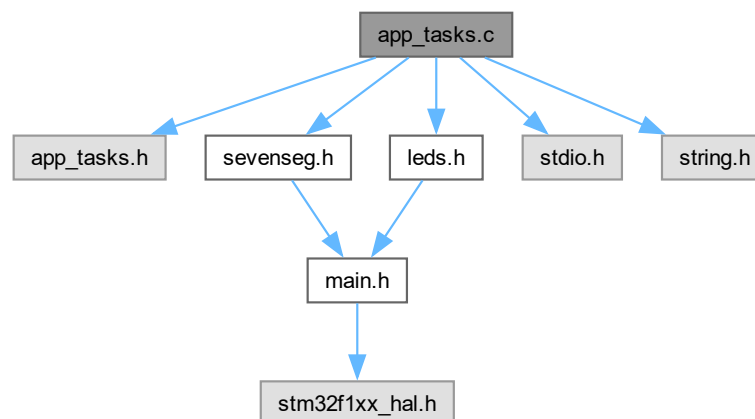 app_tasks.c
app_tasks.h
sevenseg.h
leds.h
stdio.h
string.h
main.h
stm32f1xx_hal.h